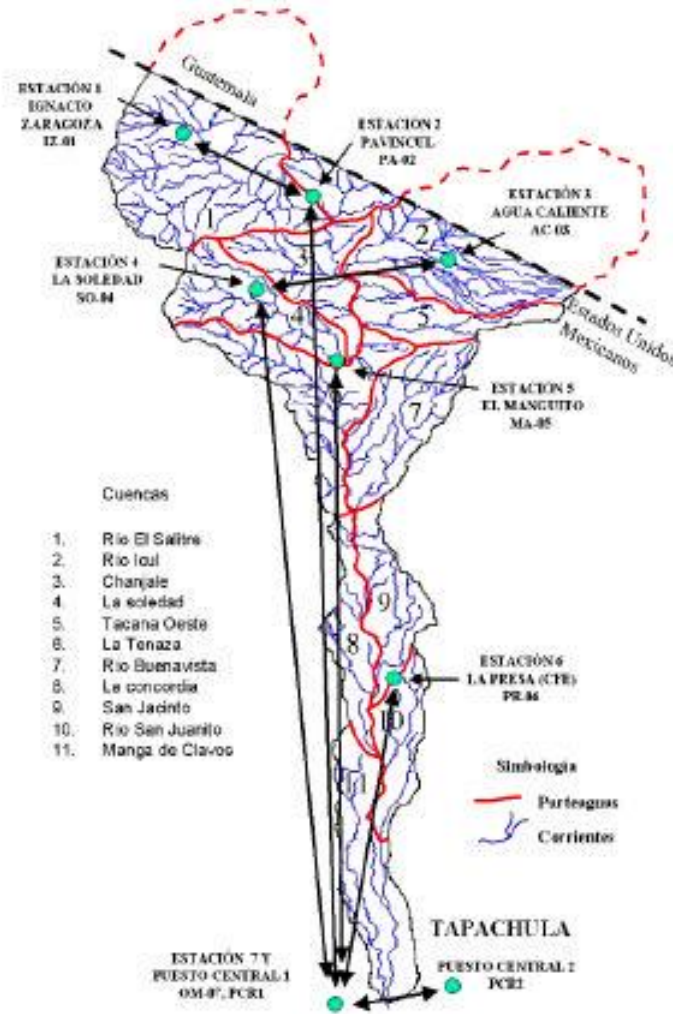 Guatemala
ESTACIÓN 1
IGNACIO
ZARAGOZA
IZ-01
ESTACION 2
PAVINCUL
PA-02
ESTACIÓN 3
AGUA CALIENTE
AC-03
ESTACIÓN 4
LA SOLEDAD
SO-04
1
2
3
4
5
Estados Unidos
Mexicanos
ESTACION 5
EL MANGUITO
MA-05
7
Cuencas
1. Río El Salitre
2. Río Ioul
3. Chanjale
4. La soledad
5. Tacana Oeste
6. La Tenaza
7. Río Buenavista
8. La concordia
9. San Jacinto
10. Río San Juanito
11. Manga de Clavos
9
8
ESTACIÓN 6
LA PRESA (CFE)
PR-06
10
11
Simbología
Parteaguas
Corrientes
TAPACHULA
ESTACIÓN 7 Y
PUESTO CENTRAL 1
OM-07, PCR1
PUESTO CENTRAL 2
PCR2